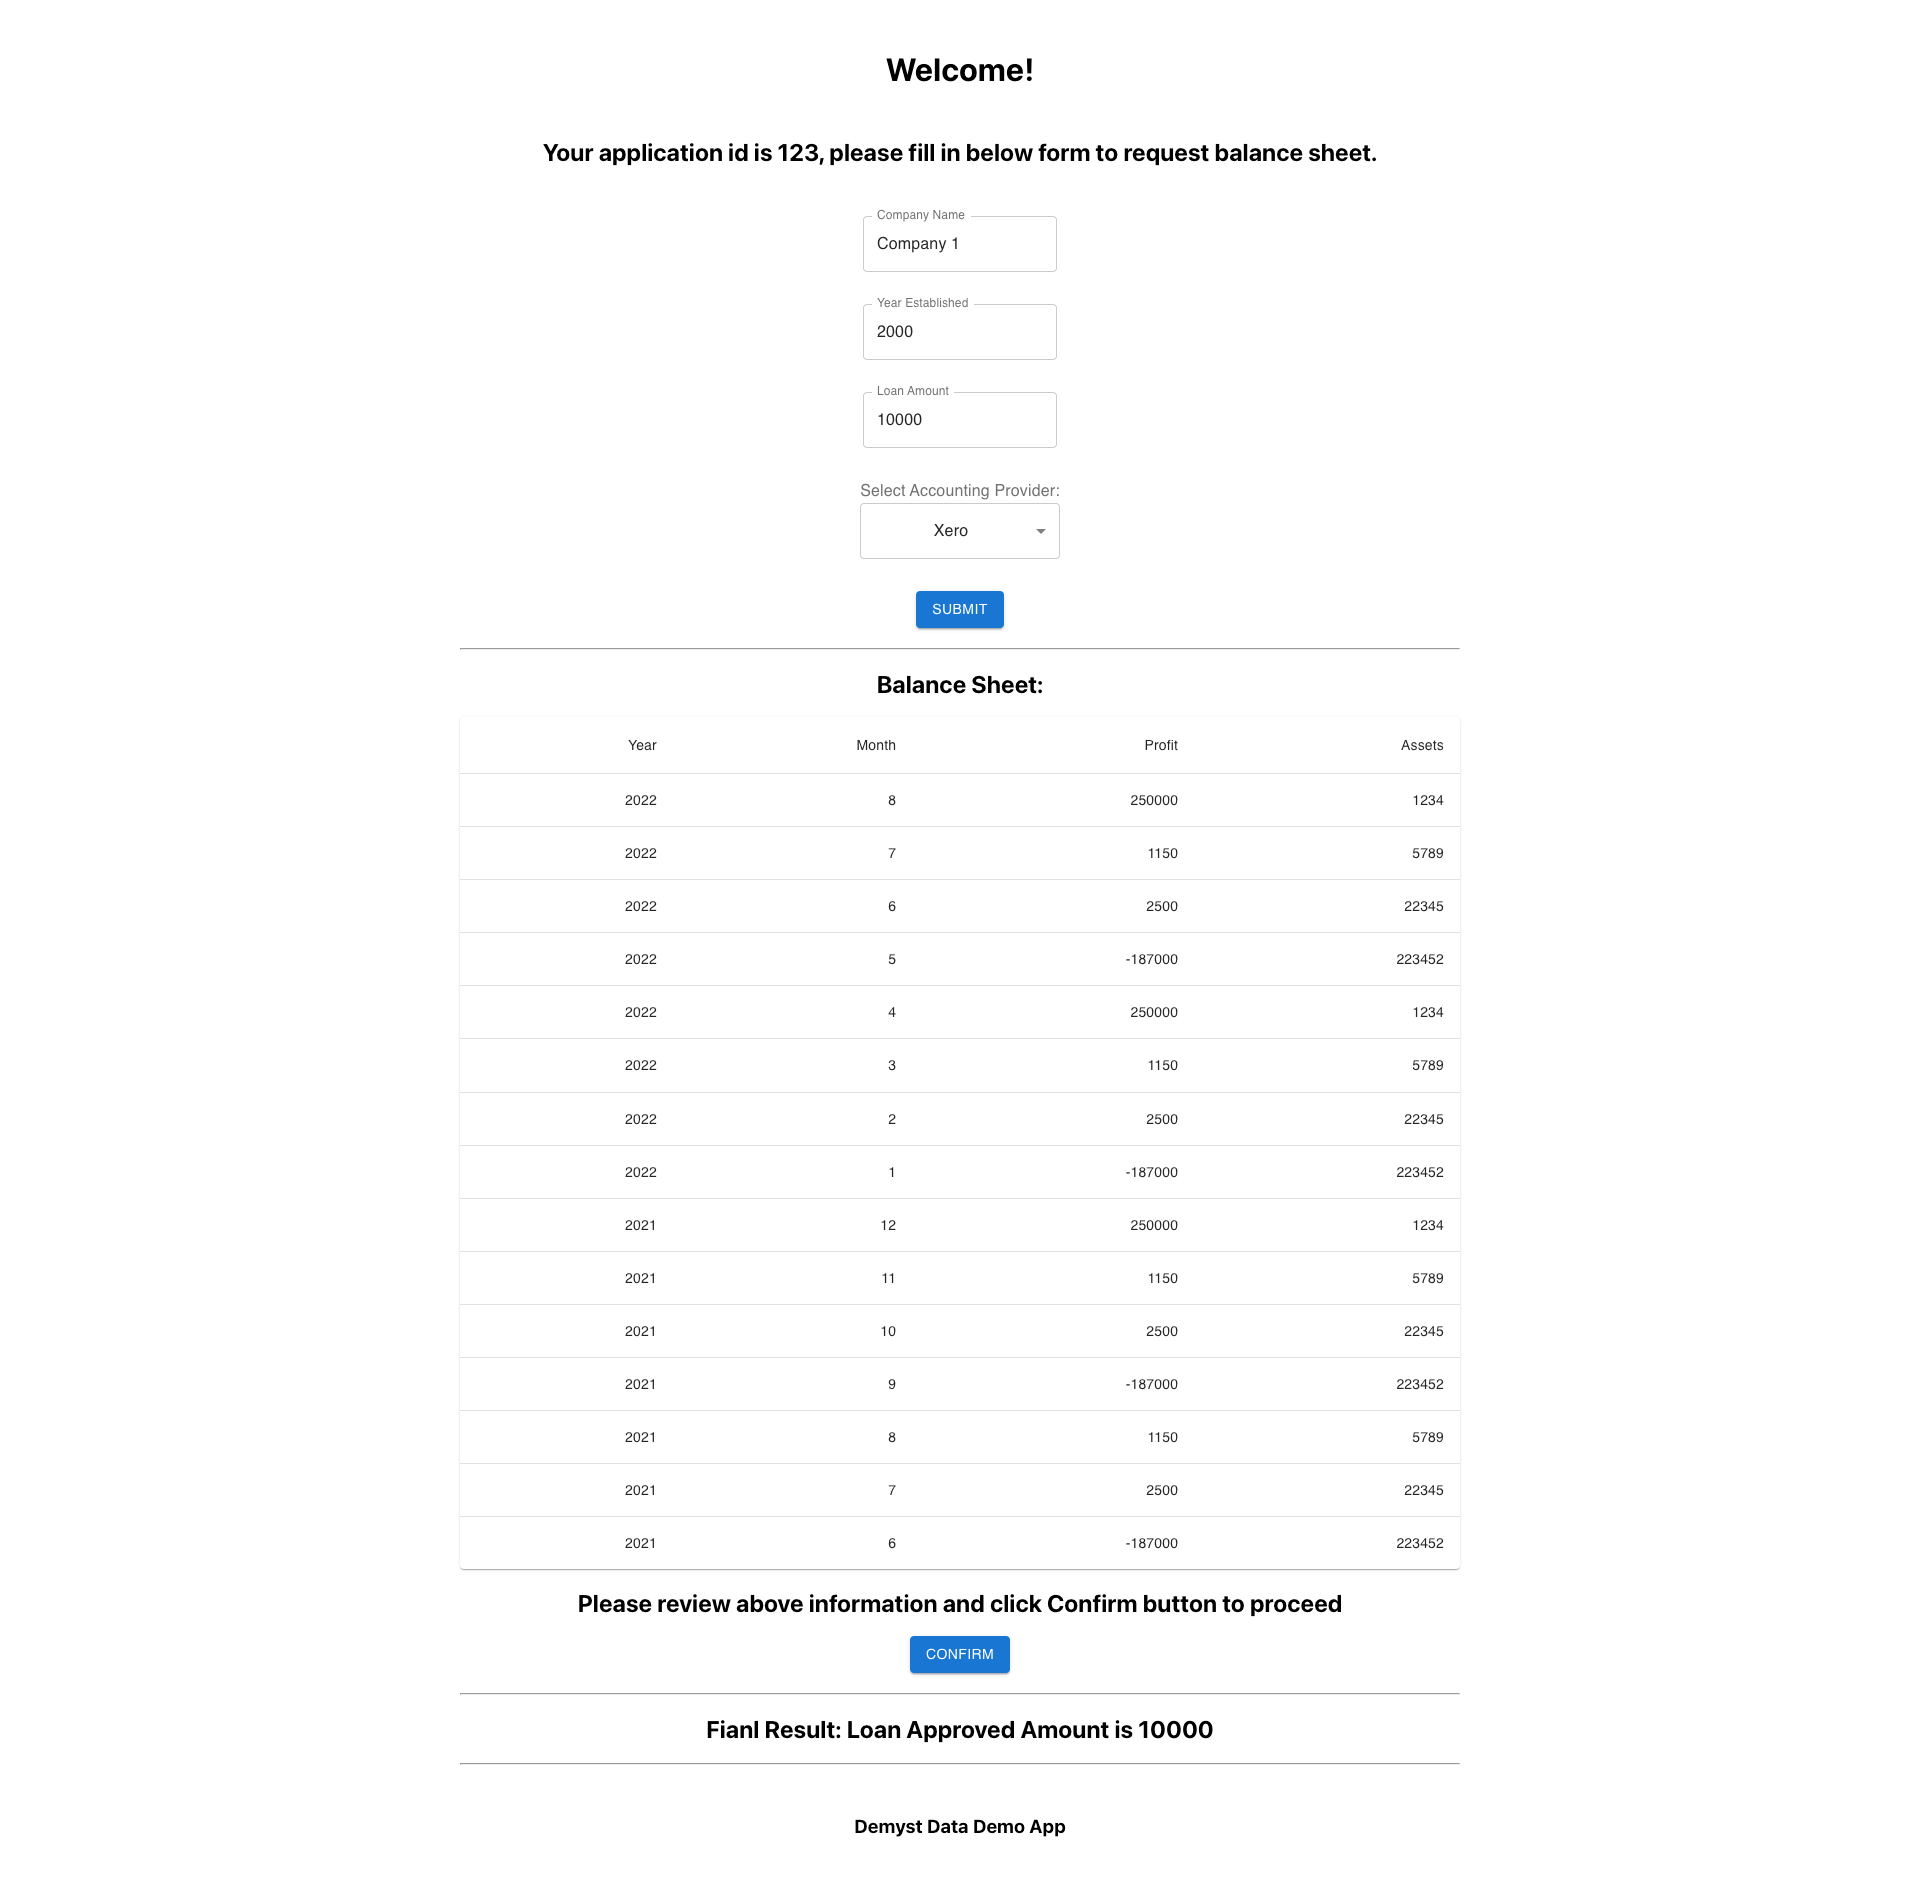 Welcome!
Your application id is 123, please fill in below form to request balance sheet.
Company Name
Company 1
Year Established
2000
Loan Amount
10000
Select Accounting Provider:
Xero
SUBMIT
Balance Sheet:
Year Month Profit Assets
2022 8 250000 1234
2022 7 1150 5789
2022 6 2500 22345
2022 5 -187000 223452
2022 4 250000 1234
2022 3 1150 5789
2022 2 2500 22345
2022 1 -187000 223452
2021 12 250000 1234
2021 11 1150 5789
2021 10 2500 22345
2021 9 -187000 223452
2021 8 1150 5789
2021 7 2500 22345
2021 6 -187000 223452
Please review above information and click Confirm button to proceed
CONFIRM
Fianl Result: Loan Approved Amount is 10000
Demyst Data Demo App